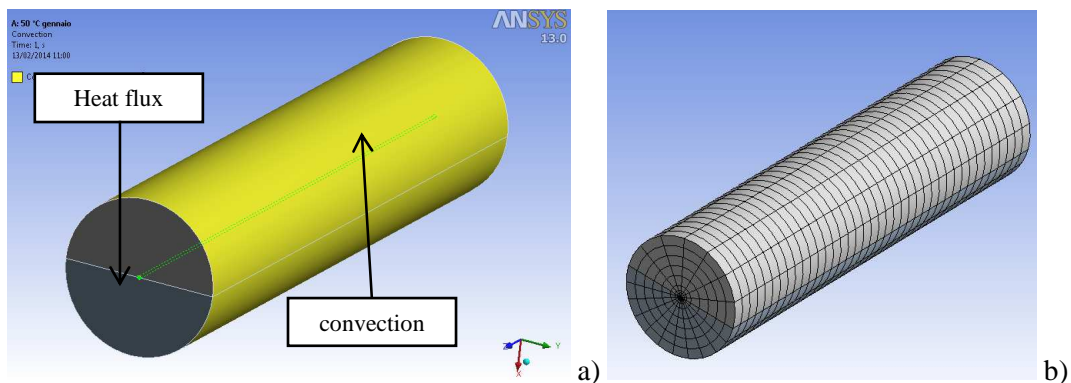 A: 50 °C gennaio
Convection
Time: 1, s
13/02/2014 11:00
ANSYS
13.0
Heat flux
convection
Z
Y
X
a)
b)